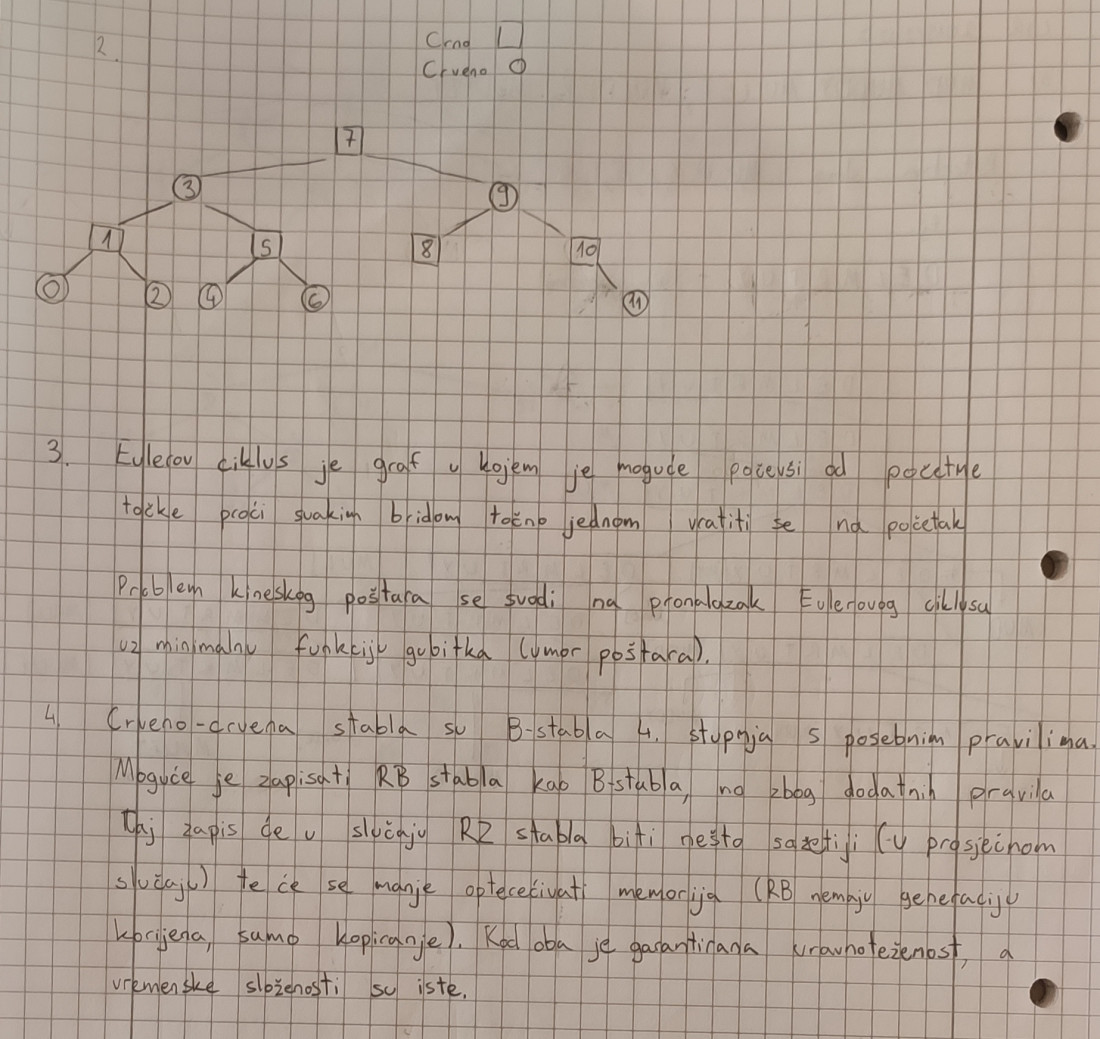 2.
Crno
Crveno
7
3 9
1 5 8 10
0 2 4 6 11
3. Eulerov ciklus je graf u kojem je moguće počevši od početne
točke proći svakim bridom točno jednom i vratiti se na početak
Problem kineskog poštara se svodi na pronalazak Eulerovog ciklusa
uz minimalnu funkciju gubitka (umor poštara).
4. Crveno-crvena stabla su B-stabla 4. stupnja s posebnim pravilima.
Moguće je zapisati RB stabla kao B-stabla, no zbog dodatnih pravila
Taj zapis će u slučaju RZ stabla biti nešto sažetiji (u prosječnom
slučaju) te će se manje opterećivati memorija (RB nemaju generaciju
korijena, samo kopiranje). Kod oba je garantirana uravnoteženost, a
vremenske složenosti su iste.